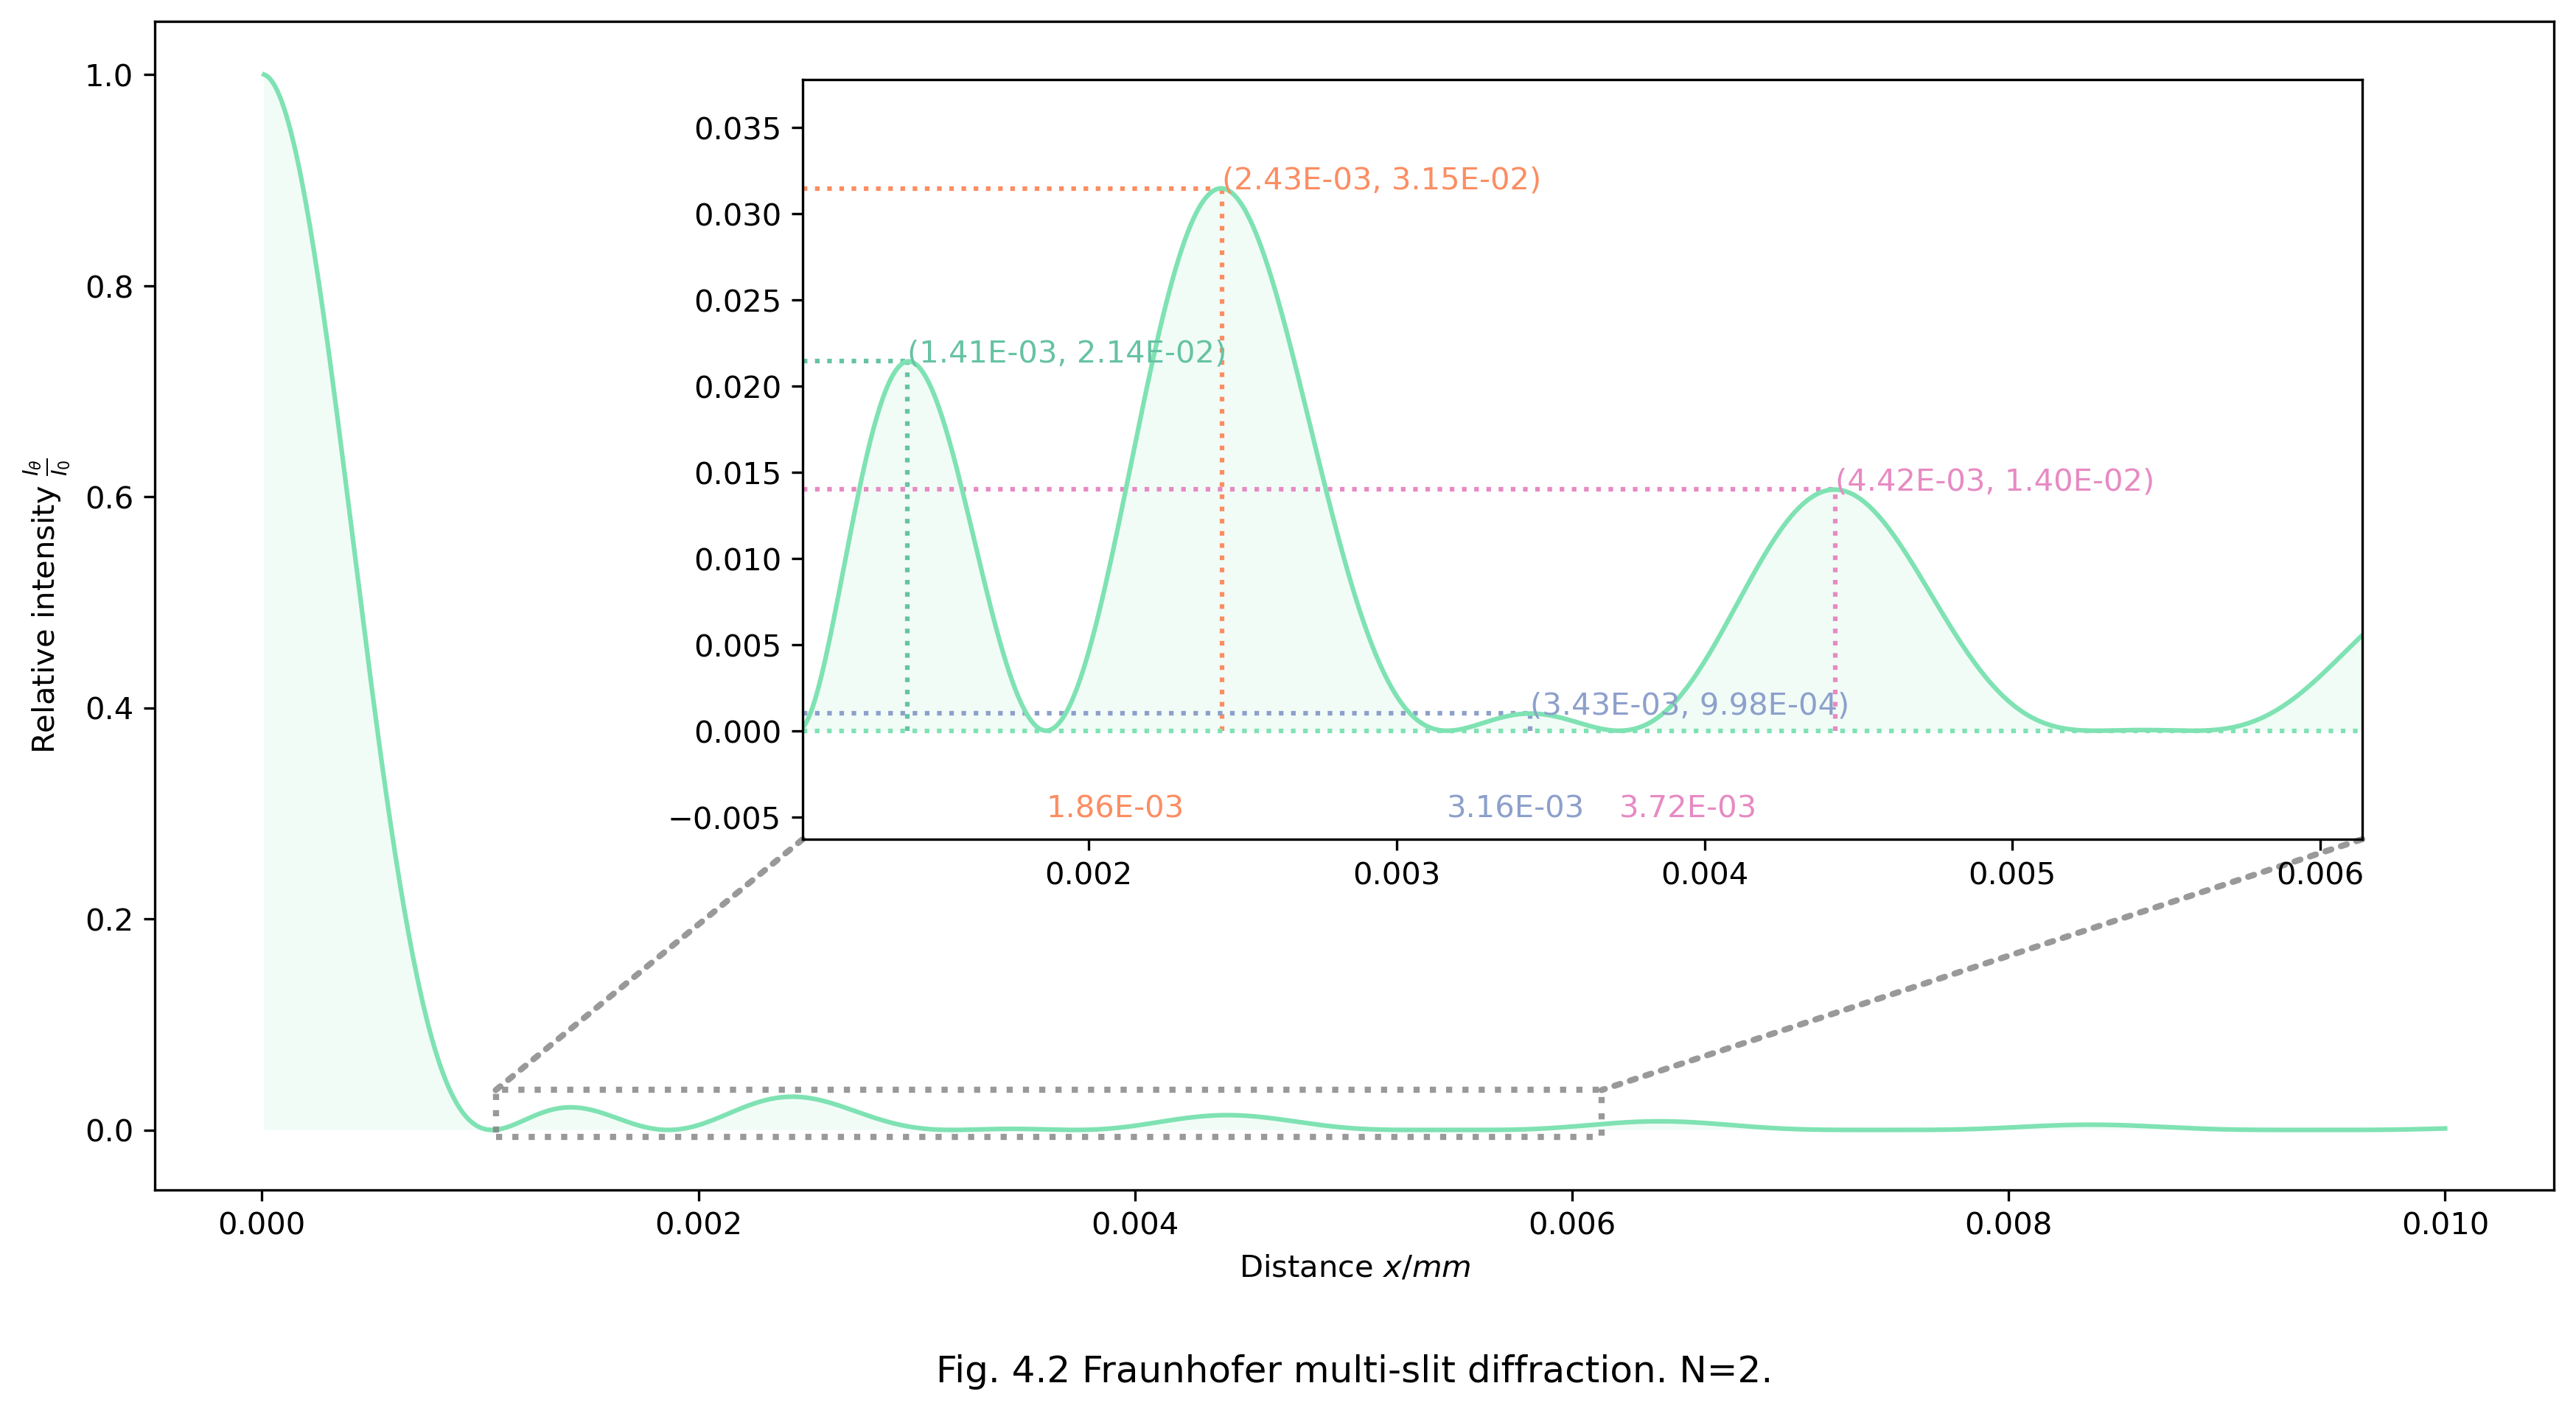 1.0
0.8
0.6
0.4
0.2
0.0
Relative intensity Iθ/I0
0.000
0.002
0.004
0.006
0.008
0.010
Distance x/mm
0.035
0.030
0.025
0.020
0.015
0.010
0.005
0.000
−0.005
0.002
0.003
0.004
0.005
0.006
(2.43E-03, 3.15E-02)
(1.41E-03, 2.14E-02)
(4.42E-03, 1.40E-02)
(3.43E-03, 9.98E-04)
1.86E-03
3.16E-03
3.72E-03
Fig. 4.2 Fraunhofer multi-slit diffraction. N=2.